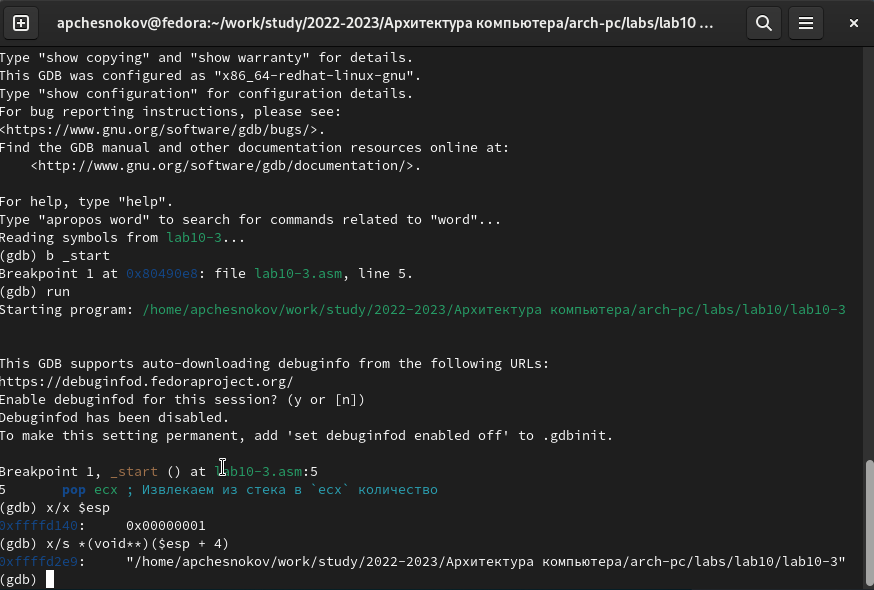 apchesnokov@fedora:~/work/study/2022-2023/Архитектура компьютера/arch-pc/labs/lab10 ...
Type "show copying" and "show warranty" for details.
This GDB was configured as "x86_64-redhat-linux-gnu".
Type "show configuration" for configuration details.
For bug reporting instructions, please see:
<https://www.gnu.org/software/gdb/bugs/>.
Find the GDB manual and other documentation resources online at:
    <http://www.gnu.org/software/gdb/documentation/>.
For help, type "help".
Type "apropos word" to search for commands related to "word"...
Reading symbols from lab10-3...
(gdb) b _start
Breakpoint 1 at 0x80490e8: file lab10-3.asm, line 5.
(gdb) run
Starting program: /home/apchesnokov/work/study/2022-2023/Архитектура компьютера/arch-pc/labs/lab10/lab10-3
This GDB supports auto-downloading debuginfo from the following URLs:
https://debuginfod.fedoraproject.org/
Enable debuginfod for this session? (y or [n])
Debuginfod has been disabled.
To make this setting permanent, add 'set debuginfod enabled off' to .gdbinit.
Breakpoint 1, _start () at lab10-3.asm:5
5       pop ecx ; Извлекаем из стека в `ecx` количество
(gdb) x/x $esp
0xffffd140:     0x00000001
(gdb) x/s *(void**)($esp + 4)
0xffffd2e9:     "/home/apchesnokov/work/study/2022-2023/Архитектура компьютера/arch-pc/labs/lab10/lab10-3"
(gdb)